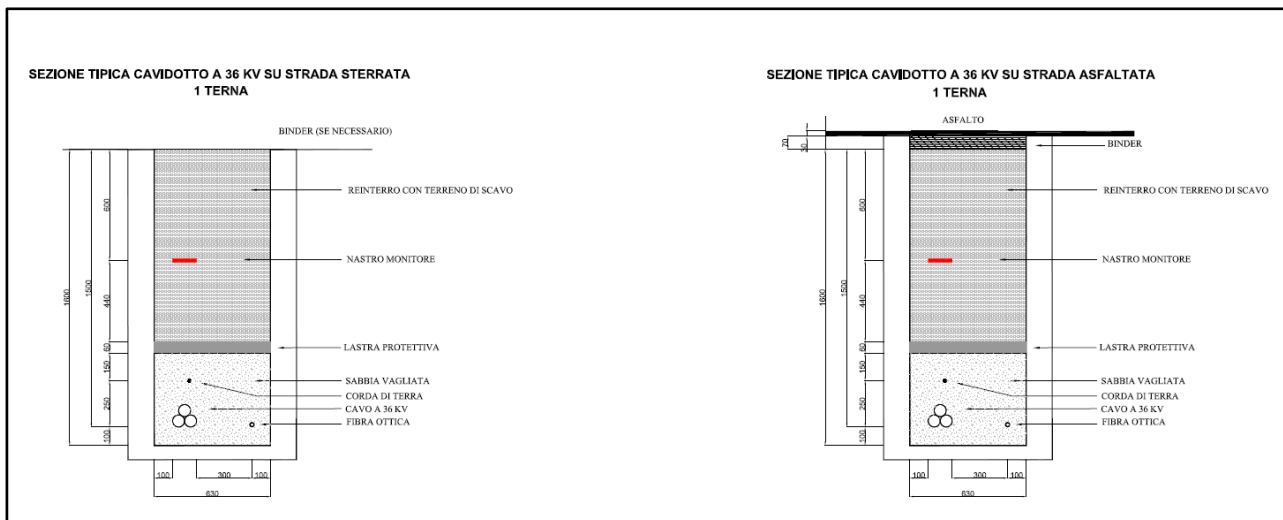 SEZIONE TIPICA CAVIDOTTO A 36 KV SU STRADA STERRATA
1 TERNA
BINDER (SE NECESSARIO)
REINTERRO CON TERRENO DI SCAVO
NASTRO MONITORE
LASTRA PROTETTIVA
SABBIA VAGLIATA
CORDA DI TERRA
CAVO A 36 KV
FIBRA OTTICA
1600
1500
600
440
60
150
250
100
100
300
100
630
SEZIONE TIPICA CAVIDOTTO A 36 KV SU STRADA ASFALTATA
1 TERNA
ASFALTO
BINDER
REINTERRO CON TERRENO DI SCAVO
NASTRO MONITORE
LASTRA PROTETTIVA
SABBIA VAGLIATA
CORDA DI TERRA
CAVO A 36 KV
FIBRA OTTICA
70
30
1600
1500
600
440
60
150
250
100
100
300
100
630